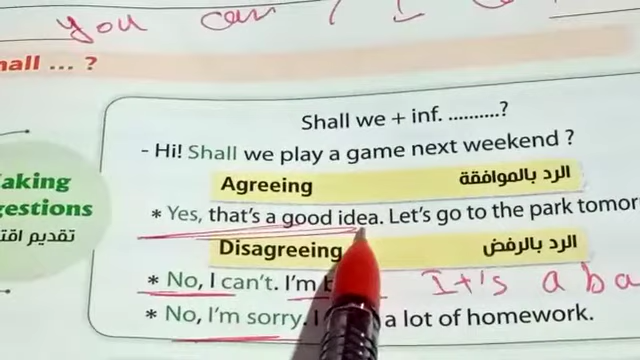 you can
all ... ?
Shall we + inf. ..........?
- Hi! Shall we play a game next weekend ?
aking
gestions
تقديم
Agreeing الرد بالموافقة
* Yes, that's a good idea. Let's go to the park tomor
Disagreeing الرد بالرفض
* No, I can't. I'm It's a ba
* No, I'm sorry. I a lot of homework.